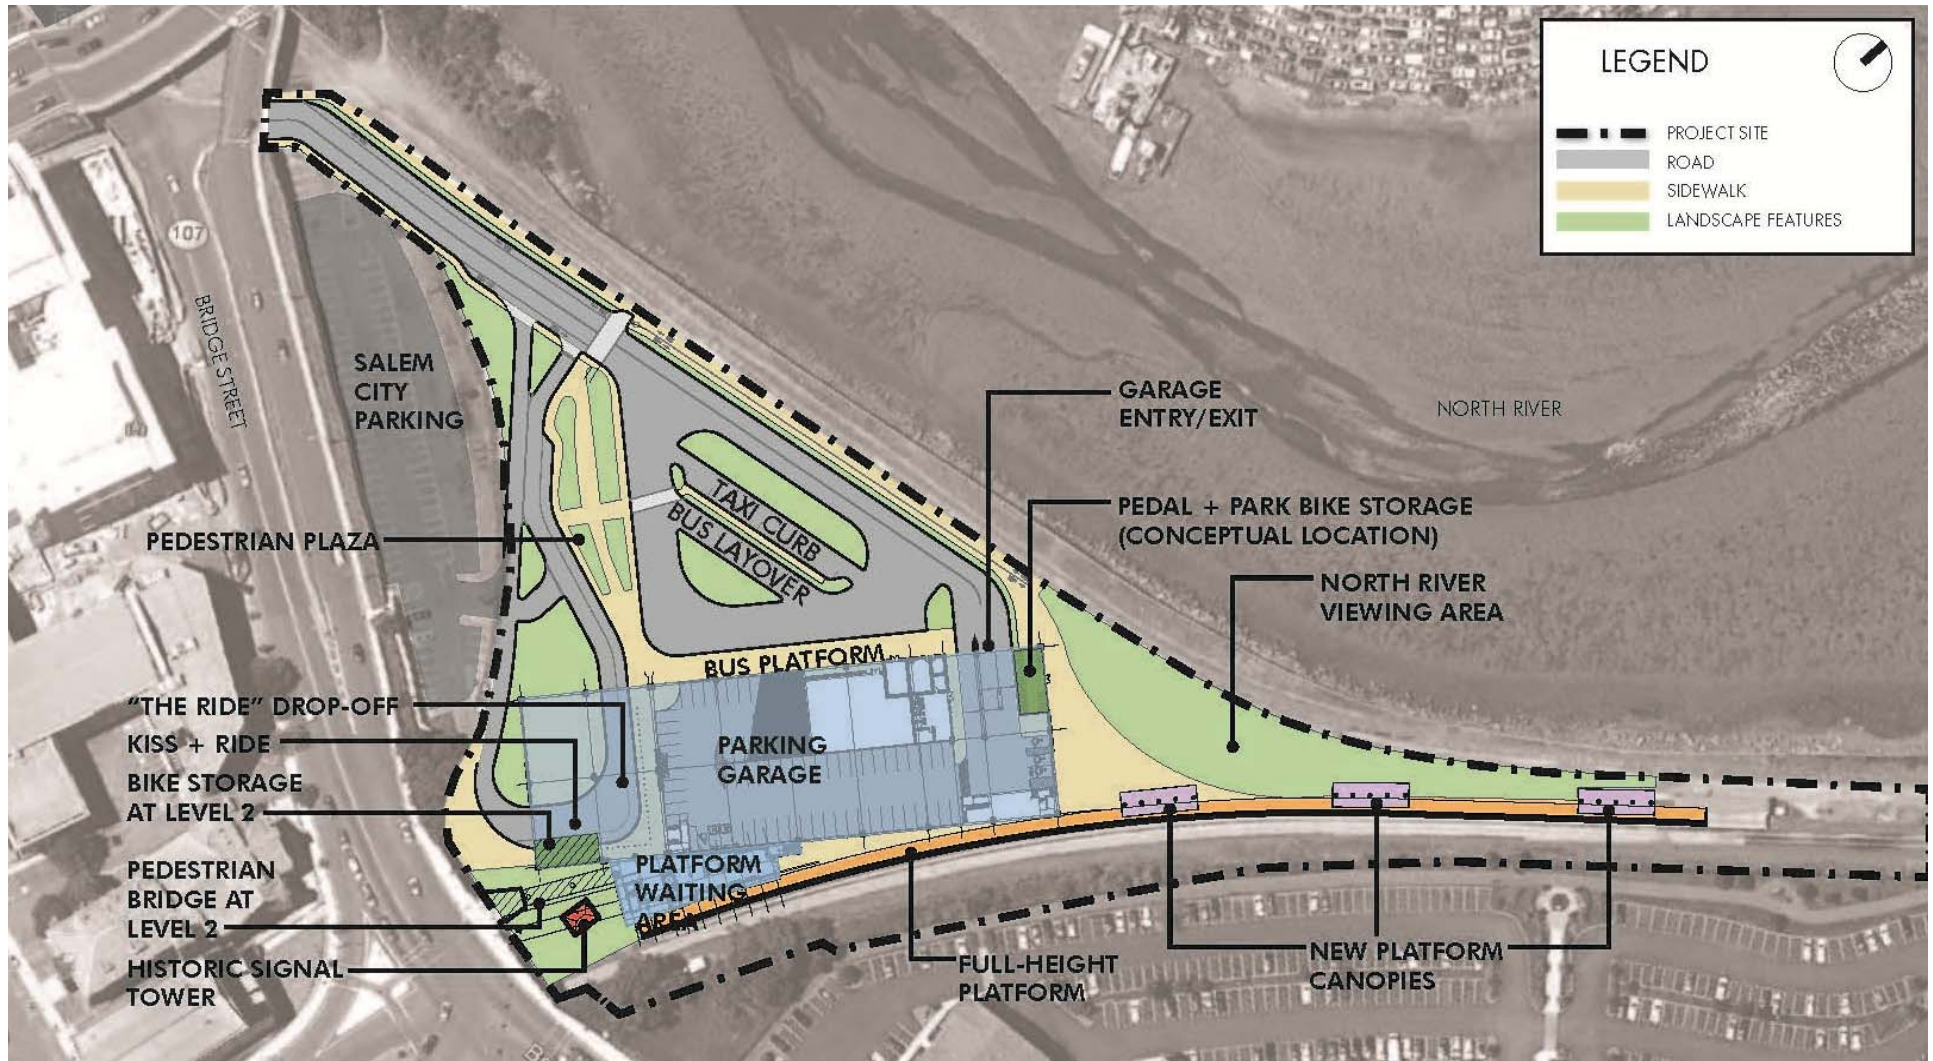 LEGEND
PROJECT SITE
ROAD
SIDEWALK
LANDSCAPE FEATURES
107
BRIDGE STREET
SALEM
CITY
PARKING
GARAGE
ENTRY/EXIT
NORTH RIVER
TAXI CURB
BUS LAYOVER
PEDAL + PARK BIKE STORAGE
(CONCEPTUAL LOCATION)
PEDESTRIAN PLAZA
NORTH RIVER
VIEWING AREA
BUS PLATFORM
“THE RIDE” DROP-OFF
KISS + RIDE
BIKE STORAGE
AT LEVEL 2
PARKING
GARAGE
PEDESTRIAN
BRIDGE AT
LEVEL 2
PLATFORM
WAITING
AREA
HISTORIC SIGNAL
TOWER
FULL-HEIGHT
PLATFORM
NEW PLATFORM
CANOPIES